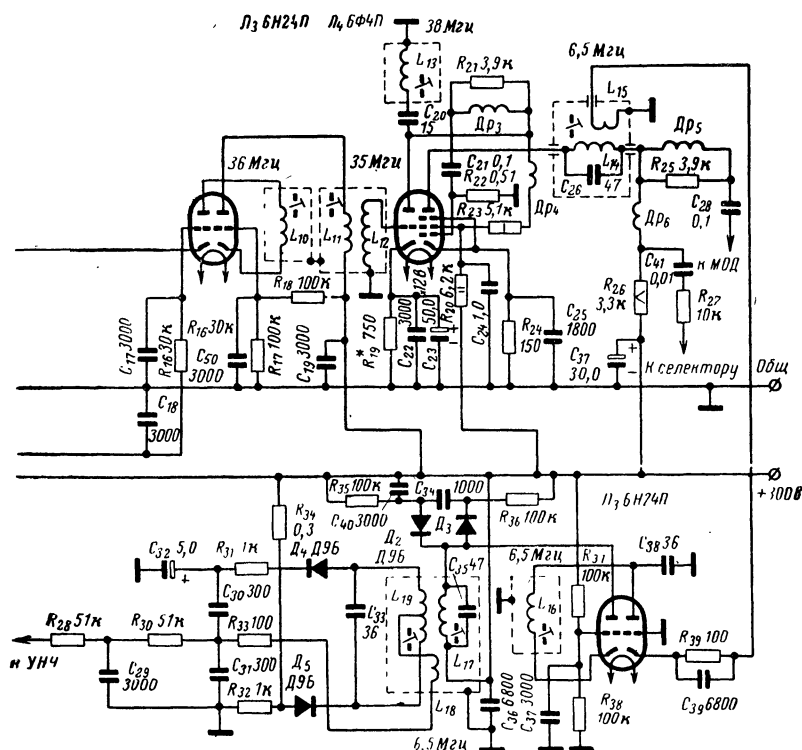 Л₃ 6Н24П Л₄ 6Ф4П
38 Мгц
L₁₃
C₂₀
15
R₂₁ 3,9к
Др₃
6,5 Мгц
L₁₅
Др₅
36 Мгц
35 Мгц
C₂₁ 0,1
R₂₂ 0,51
R₂₃ 5,1к
Др₄
L₁₄
C₂₆
47
R₂₅ 3,9к
C₂₈
0,1
L₁₀
L₁₁
L₁₂
Др₆
к МОД
C₄₁
0,01
R₁₈ 100к
12В
R₂₆
3,3к
R₂₇
10к
C₁₇ 3000
R₁₆ 30к
R₁₆ 30к
C₅₀
3000
R₁₇ 100к
C₁₉ 3000
R*₁₉ 750
3000
C₂₂
50,0
C₂₃
R₂₀ 6,2к
C₂₄ 1,0
R₂₄
150
C₂₅
1800
C₃₇
30,0
К селектору
Общ
C₁₈
3000
+300В
R₃₅ 100к
C₃₄
1000
Л₃ 6Н24П
R₃₄
0,3
C₄₀ 3000
Д₃
R₃₆ 100к
C₃₂ 5,0
R₃₁ 1к
Д₄ Д9Б
Д₂
Д9Б
6,5 Мгц
R₃₁
100к
C₃₈ 36
C₃₀ 300
C₃₃
36
L₁₉
C₃₅ 47
L₁₆
R₂₈ 51к
R₃₀ 51к
R₃₃ 100
R₃₉ 100
к УНЧ
C₂₉
3000
C₃₁ 300
Д₅
Д9Б
L₁₇
R₃₂ 1к
L₁₈
C₃₆ 6800
C₃₇ 3000
R₃₈
100к
C₃₉ 6800
6,5 Мгц